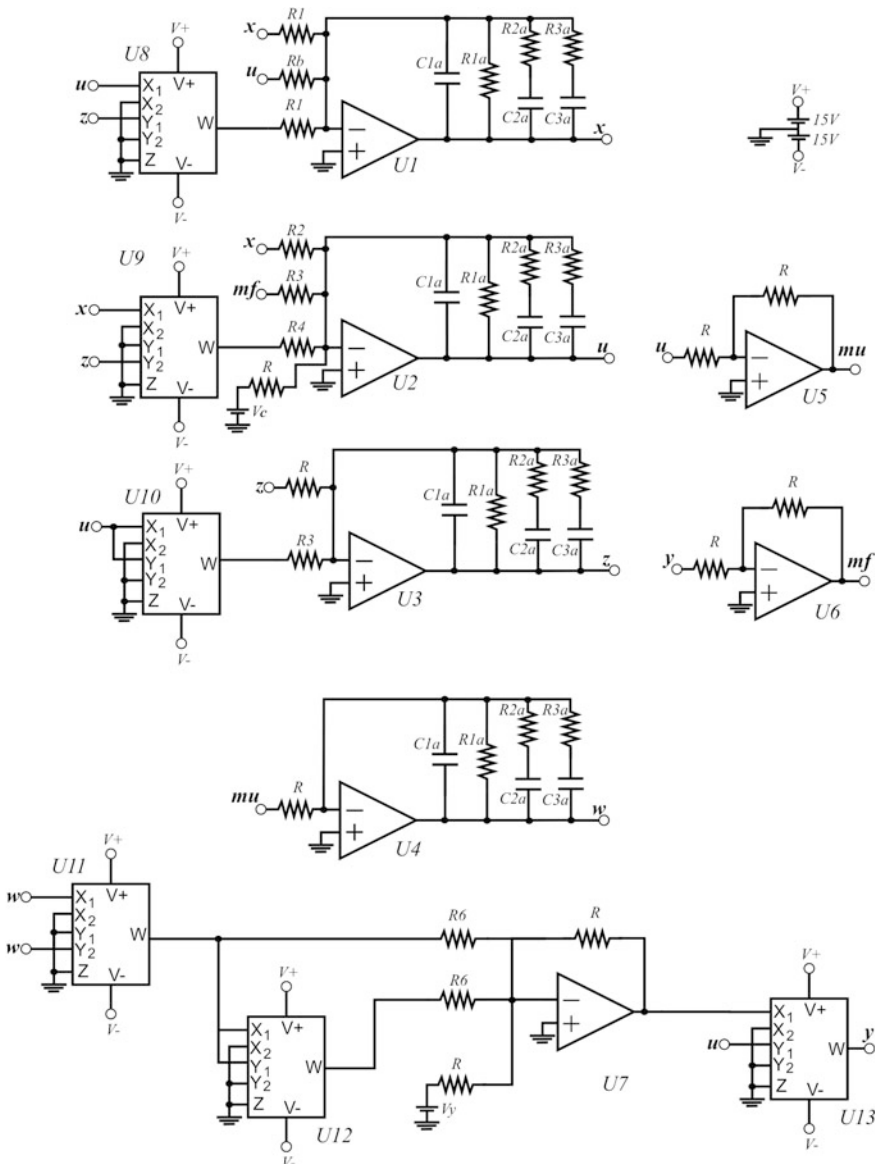 U8
V+
u
z
X1
X2
Y1
Y2
Z
V+
W
V-
V-
x
R1
u
Rb
R1
C1a
R1a
R2a
R3a
C2a
C3a
U1
x
V+
15V
15V
V-
U9
V+
x
z
X1
X2
Y1
Y2
Z
V+
W
V-
V-
x
R2
mf
R3
R4
R
Vc
C1a
R1a
R2a
R3a
C2a
C3a
U2
u
u
R
R
U5
mu
U10
V+
u
X1
X2
Y1
Y2
Z
V+
W
V-
V-
z
R
R3
C1a
R1a
R2a
R3a
C2a
C3a
U3
z
y
R
R
U6
mf
mu
R
C1a
R1a
R2a
R3a
C2a
C3a
U4
w
U11
V+
w
w
X1
X2
Y1
Y2
Z
V+
W
V-
V-
V+
X1
X2
Y1
Y2
Z
V+
W
V-
U12
V-
R6
R6
R
Vy
R
U7
V+
u
X1
X2
Y1
Y2
Z
V+
W
V-
y
U13
V-